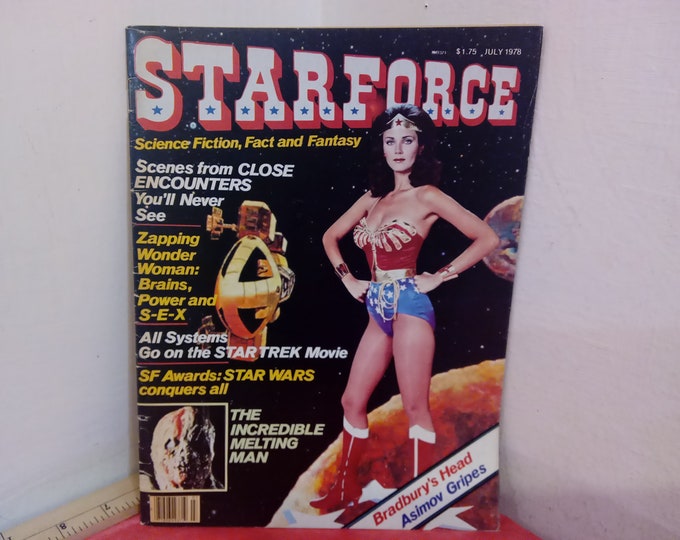 $1.75 JULY 1978
STARFORCE
Science Fiction, Fact and Fantasy
Scenes from CLOSE
ENCOUNTERS
You'll Never
See
Zapping
Wonder
Woman:
Brains,
Power and
S-E-X
All Systems
Go on the STAR TREK Movie
SF Awards: STAR WARS
conquers all
THE
INCREDIBLE
MELTING
MAN
Bradbury's Head
Asimov Gripes
7
8